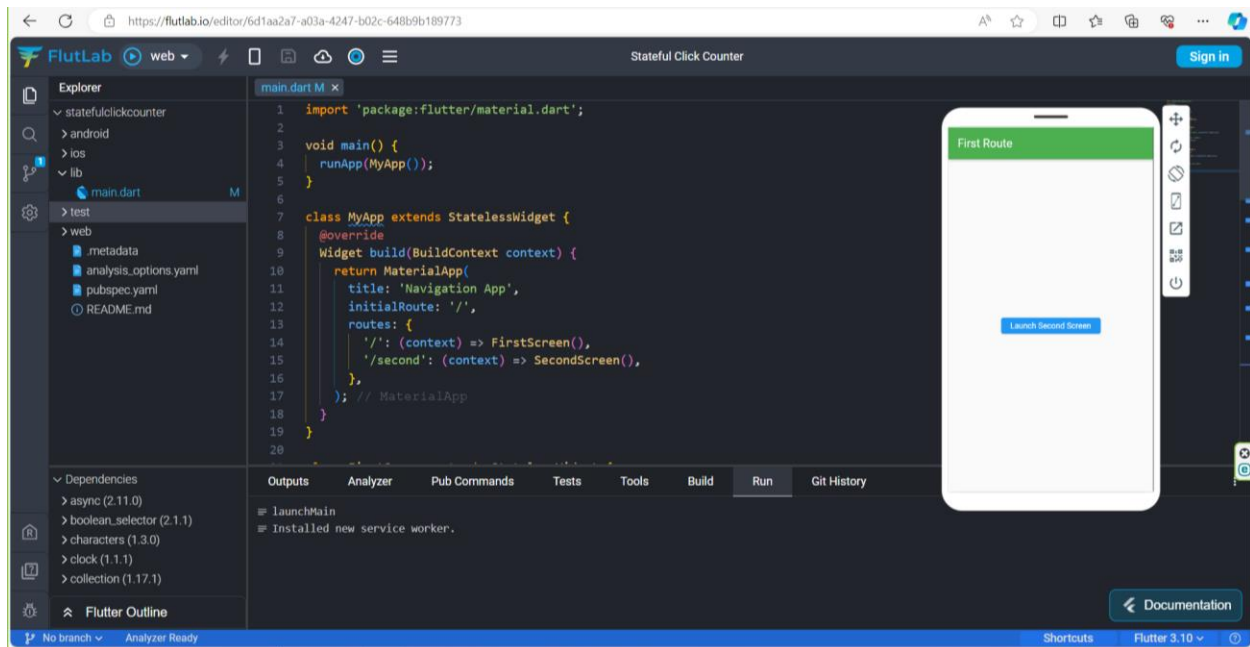 https://flutlab.io/editor/6d1aa2a7-a03a-4247-b02c-648b9b189773
FlutLab web Stateful Click Counter Sign in
Explorer
statefulclickcounter
android
ios
1
lib
main.dart M
test
web
.metadata
analysis_options.yaml
pubspec.yaml
README.md
Dependencies
async (2.11.0)
boolean_selector (2.1.1)
characters (1.3.0)
clock (1.1.1)
collection (1.17.1)
Flutter Outline
main.dart M ×
1 import 'package:flutter/material.dart';
2
3 void main() {
4 runApp(MyApp());
5 }
6
7 class MyApp extends StatelessWidget {
8 @override
9 Widget build(BuildContext context) {
10 return MaterialApp(
11 title: 'Navigation App',
12 initialRoute: '/',
13 routes: {
14 '/': (context) => FirstScreen(),
15 '/second': (context) => SecondScreen(),
16 },
17 ); // MaterialApp
18 }
19 }
20
First Route
Launch Second Screen
Outputs Analyzer Pub Commands Tests Tools Build Run Git History
launchMain
Installed new service worker.
Documentation
No branch Analyzer Ready Shortcuts Flutter 3.10